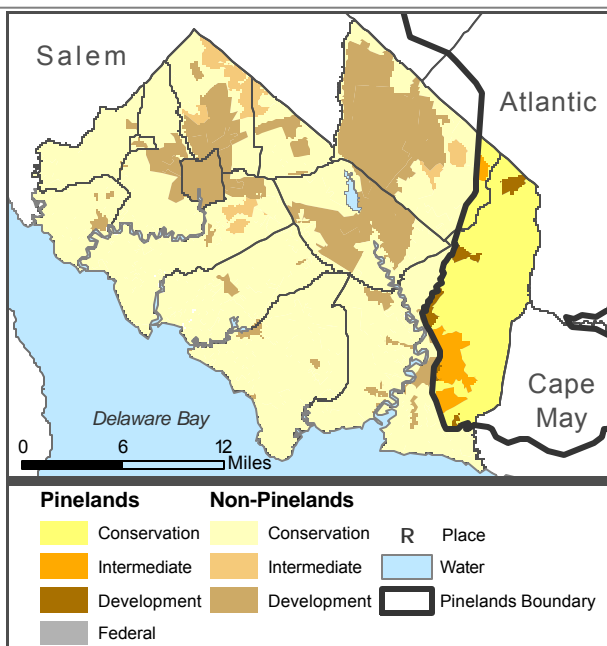 Salem
Atlantic
Cape
May
Delaware Bay
0 6 12
Miles
Pinelands Non-Pinelands
Conservation Conservation R Place
Intermediate Intermediate Water
Development Development Pinelands Boundary
Federal